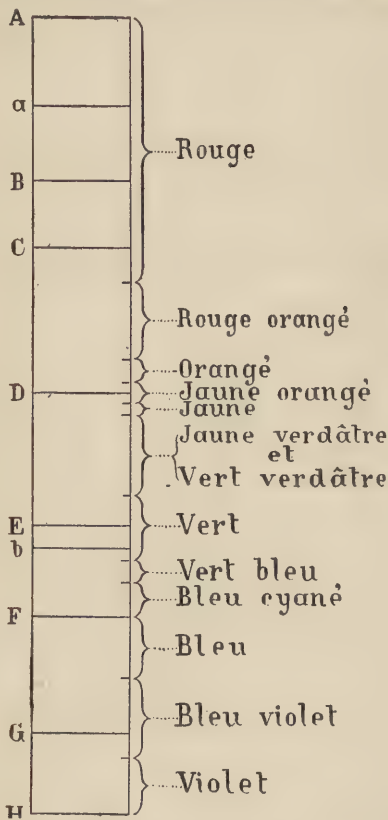 A
a
B
Rouge
C
Rouge orangé
Orangé
D
Jaune orangé
Jaune
Jaune verdâtre
et
Vert verdâtre
E
Vert
b
Vert bleu
Bleu cyané
F
Bleu
Bleu violet
G
Violet
H